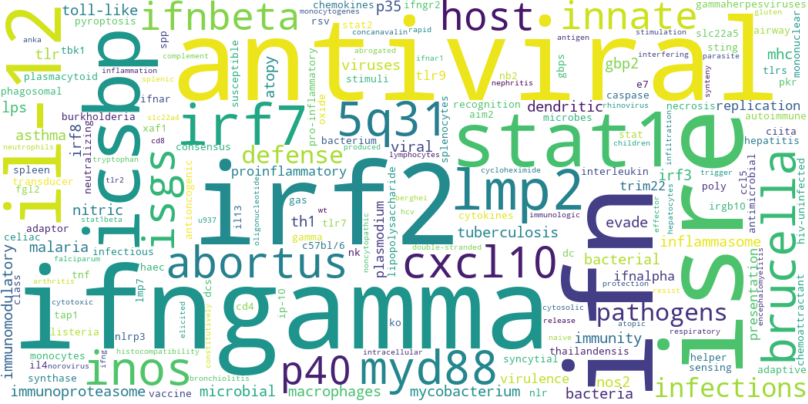 toll-like
ifnbeta
chemokines
p35
ifngr2
host
innate
gammaherpesvirus
gluten
pyroptosis
monocytogenes
rsv
stat2
rapid
concanavalin
slc22a5
airway
anka
spp
complement
antiviral
abrogated
stimulation
mhc
tlr
tbk1
susceptible
atopy
viruses
ifnar1
interfering
sting
antigen
parasite
mononuclear
inflammation
splenic
plasmacytoid
stimuli
tlr9
nb2
nephritis
gbps
gbp2
tlrs
il-12
icsbp
phagosomal
ifnar
pro-inflammatory
oxide
e7
caspase
synteny
pkr
lps
burkholderia
slc22a4
irf7
5q31
dendritic
recognition
necrosis
replication
aim2
rhinovirus
autoimmune
neutrophils
asthma
irf8
xaf1
consensus
bacterium
splenocytes
stat1
microbes
stat
children
infiltration
ciita
hepatitis
neutralizing
cd8
tryptophan
isgs
defense
produced
viral
lymphocytes
cycloheximide
interleukin
irf3
trigger
isre
spleen
tlr2
antioncogenic
proinflammatory
irf2
lmp2
trim22
poly
ccl5
antimicrobial
brucella
hiv-uninfected
transducer
fgl2
nitric
statbeta
u937
il13
oligonucleotide
gas
wt
th1
tlr7
immunologic
noncytopathic
plasmodium
lipopolysaccharide
berghei
hcv
cytokines
evade
effector
hepatocytes
irgb10
adaptor
tuberculosis
celiac
malaria
infectious
gamma
c57bl/6
nk
double-stranded
dc
ifn
inflammasome
encephalomyelitis
falciparum
haec
abortus
cxcl10
bacterial
ifnalpha
presentation
chemoattractant
immunomodulatory
class
tnf
arthritis
cytotoxic
lmp7
dcs
constitutively
cd4
ip-10
ifngamma
cytosolic
protection
resist
tap1
elicited
ko
release
atopic
pathogens
listeria
nlrp3
respiratory
monocytes
histocompatibility
intracellular
naive
immunity
helper
sensing
adaptive
il4
norovirus
ifng
inos
bronchiolitis
p40
myd88
syncytial
thailandensis
synthase
virulence
nos2
immunoproteasome
vaccine
microbial
macrophages
mycobacterium
nlr
bacteria
infections